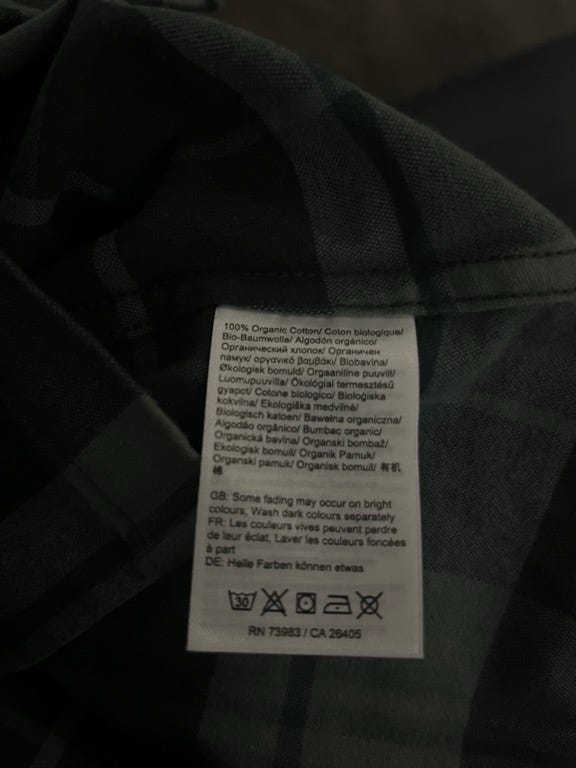 100% Organic Cotton/ Coton biologique/
Bio-Baumwolle/ Algodón orgánico/
Органический хлопок/ Органичен
памук/ οργανικό βαμβάκι/ Biobavlna/
Økologisk bomuld/ Orgaaniline puuvill/
Luomupuuvilla/ Ökológiai termesztésű
gyapot/ Cotone biologico/ Bioloģiska
kokvilna/ Ekologiška medvilnė/
Biologisch katoen/ Bawełna organiczna/
Algodão orgânico/ Bumbac organic/
Organická bavlna/ Organski bombaž/
Ekologisk bomull/ Organik Pamuk/
Organski pamuk/ Organisk bomull/ 有机
棉
GB: Some fading may occur on bright
colours, Wash dark colours separately
FR: Les couleurs vives peuvent perdre
de leur éclat, Laver les couleurs foncées
à part
DE: Helle Farben können etwas
30
RN 73983 / CA 26405